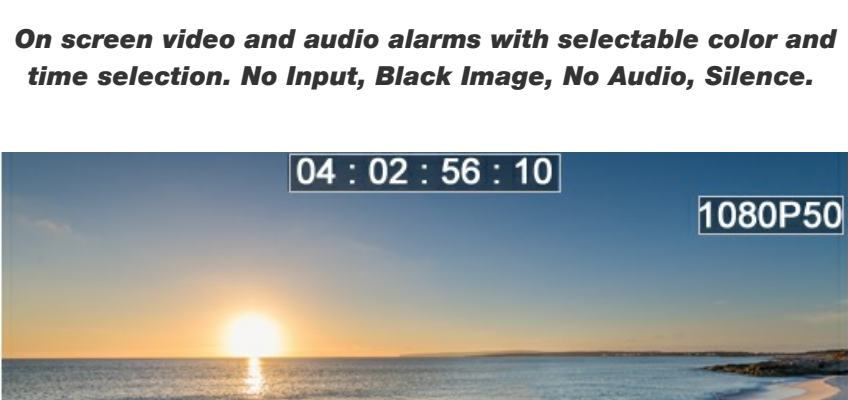 On screen video and audio alarms with selectable color and
time selection. No Input, Black Image, No Audio, Silence.
04 : 02 : 56 : 10
1080P50